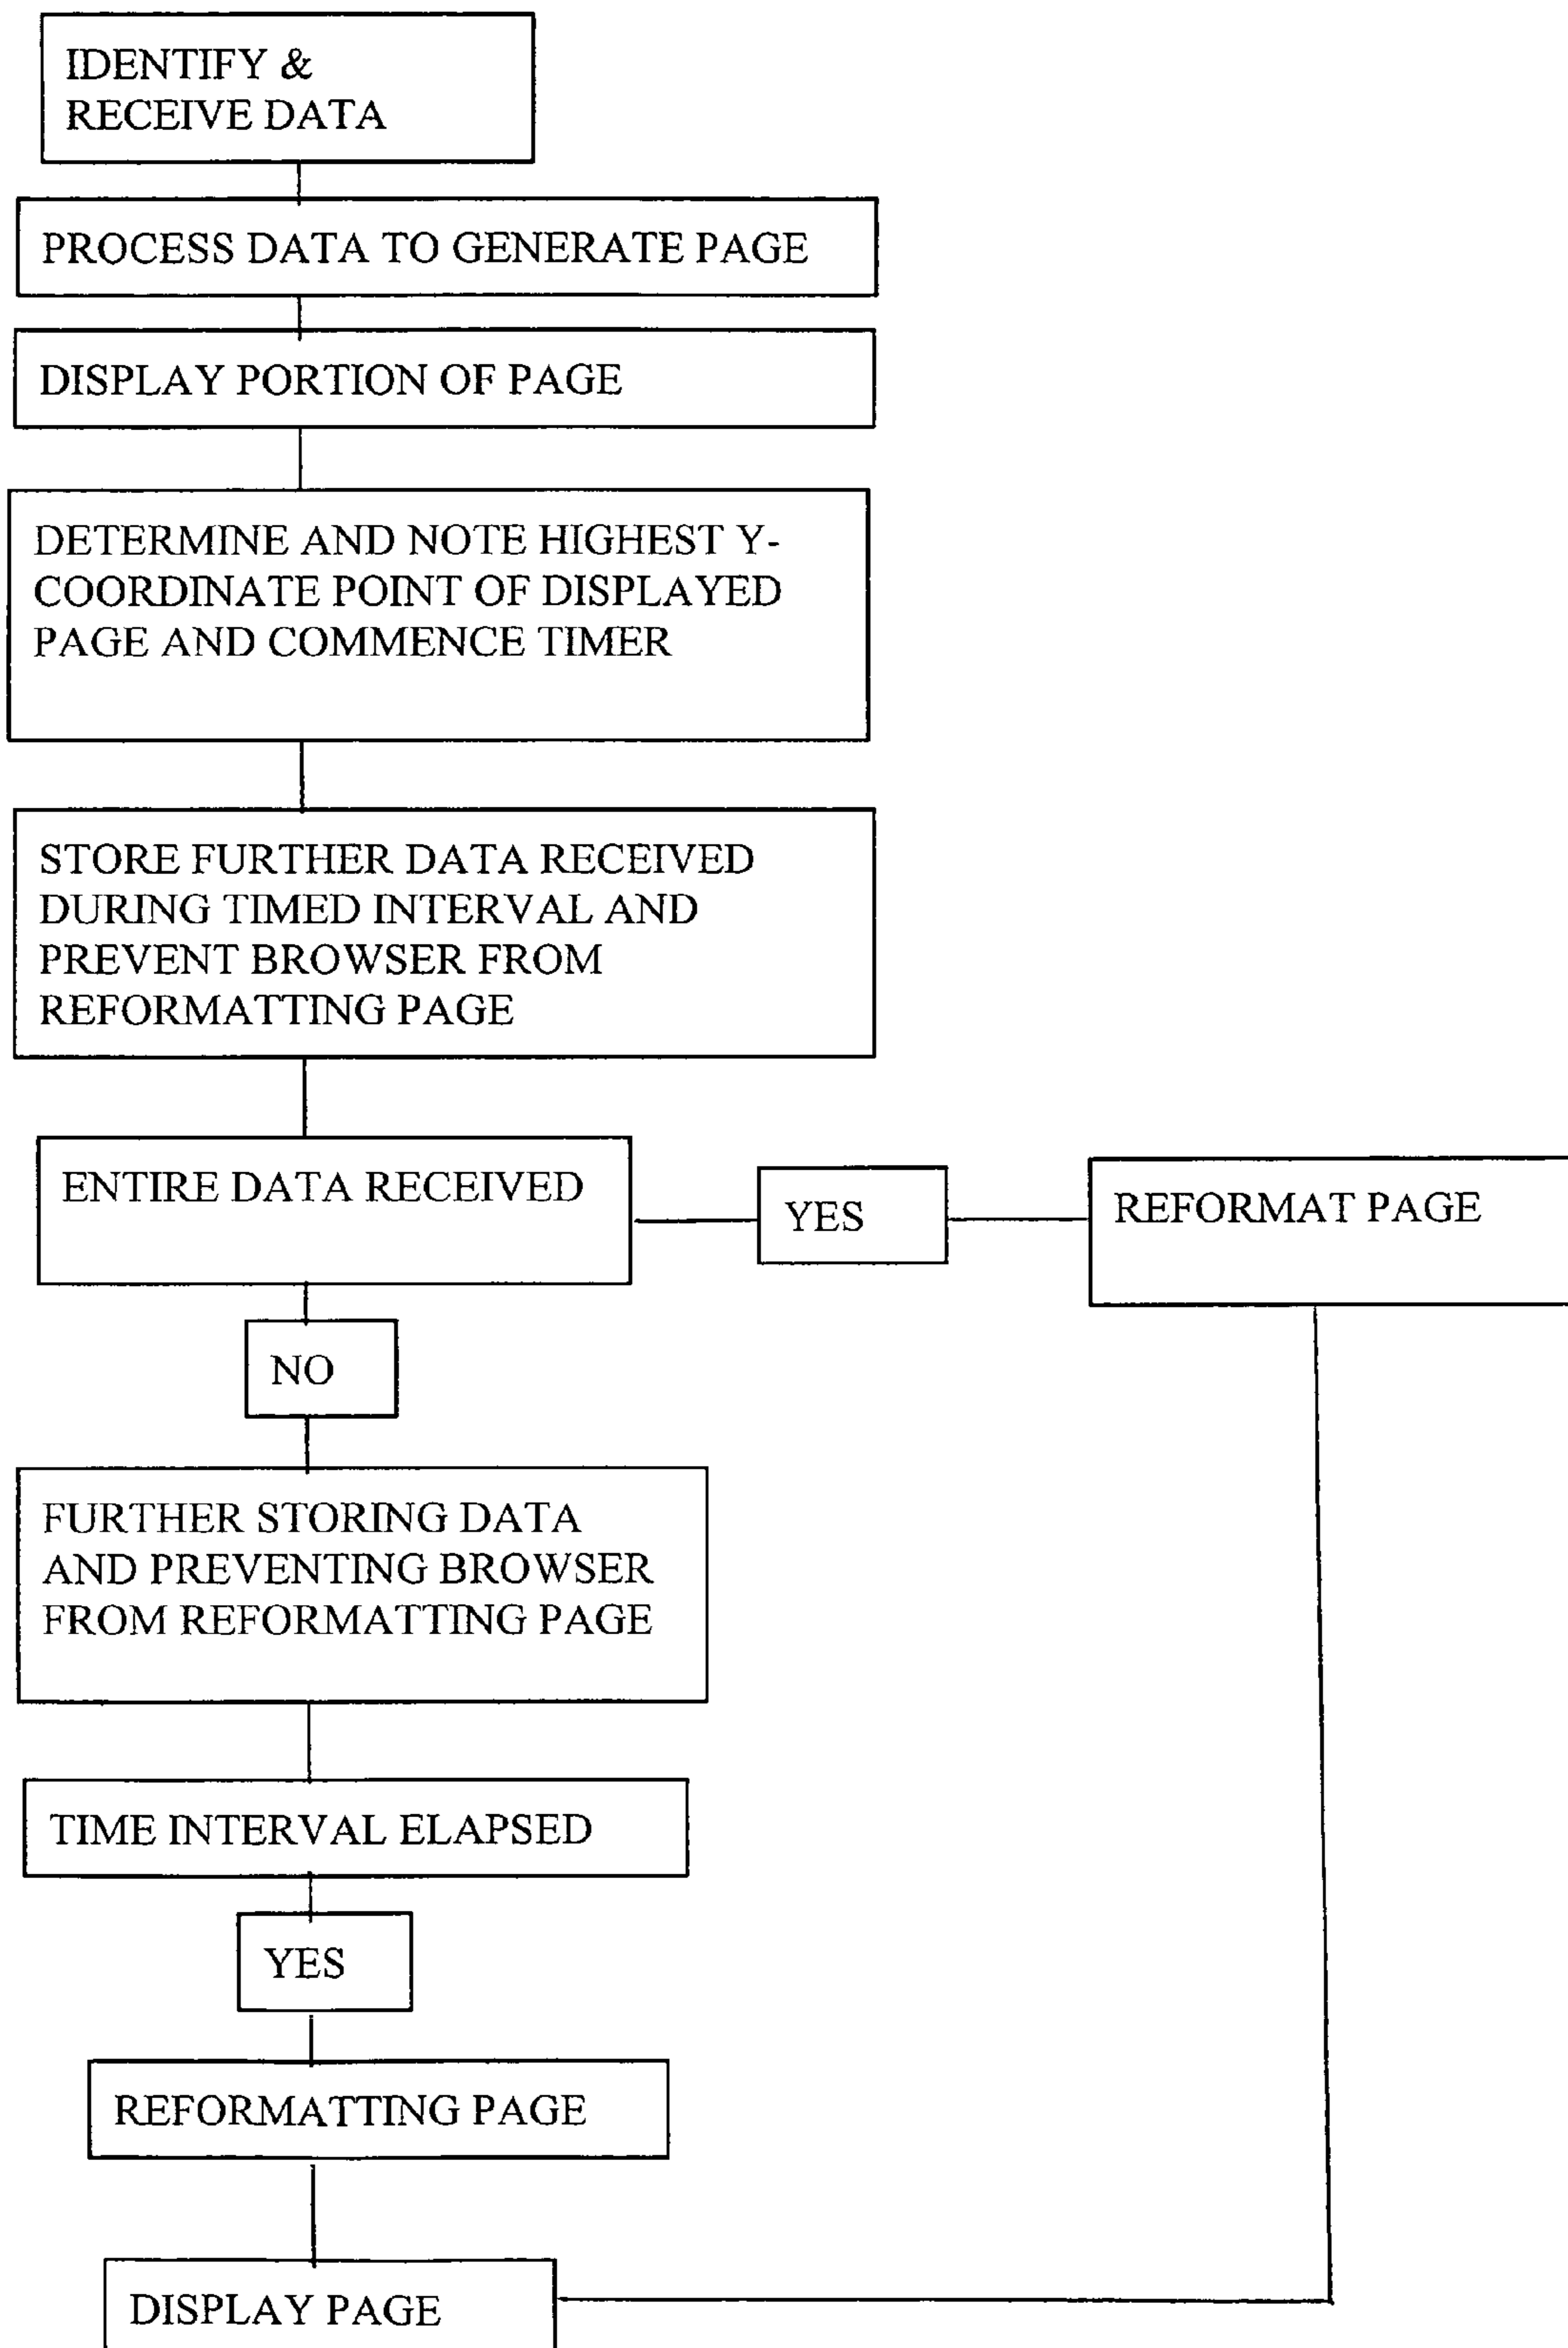 IDENTIFY &
RECEIVE DATA
PROCESS DATA TO GENERATE PAGE
DISPLAY PORTION OF PAGE
DETERMINE AND NOTE HIGHEST Y-
COORDINATE POINT OF DISPLAYED
PAGE AND COMMENCE TIMER
STORE FURTHER DATA RECEIVED
DURING TIMED INTERVAL AND
PREVENT BROWSER FROM
REFORMATTING PAGE
ENTIRE DATA RECEIVED
YES
REFORMAT PAGE
NO
FURTHER STORING DATA
AND PREVENTING BROWSER
FROM REFORMATTING PAGE
TIME INTERVAL ELAPSED
YES
REFORMATTING PAGE
DISPLAY PAGE